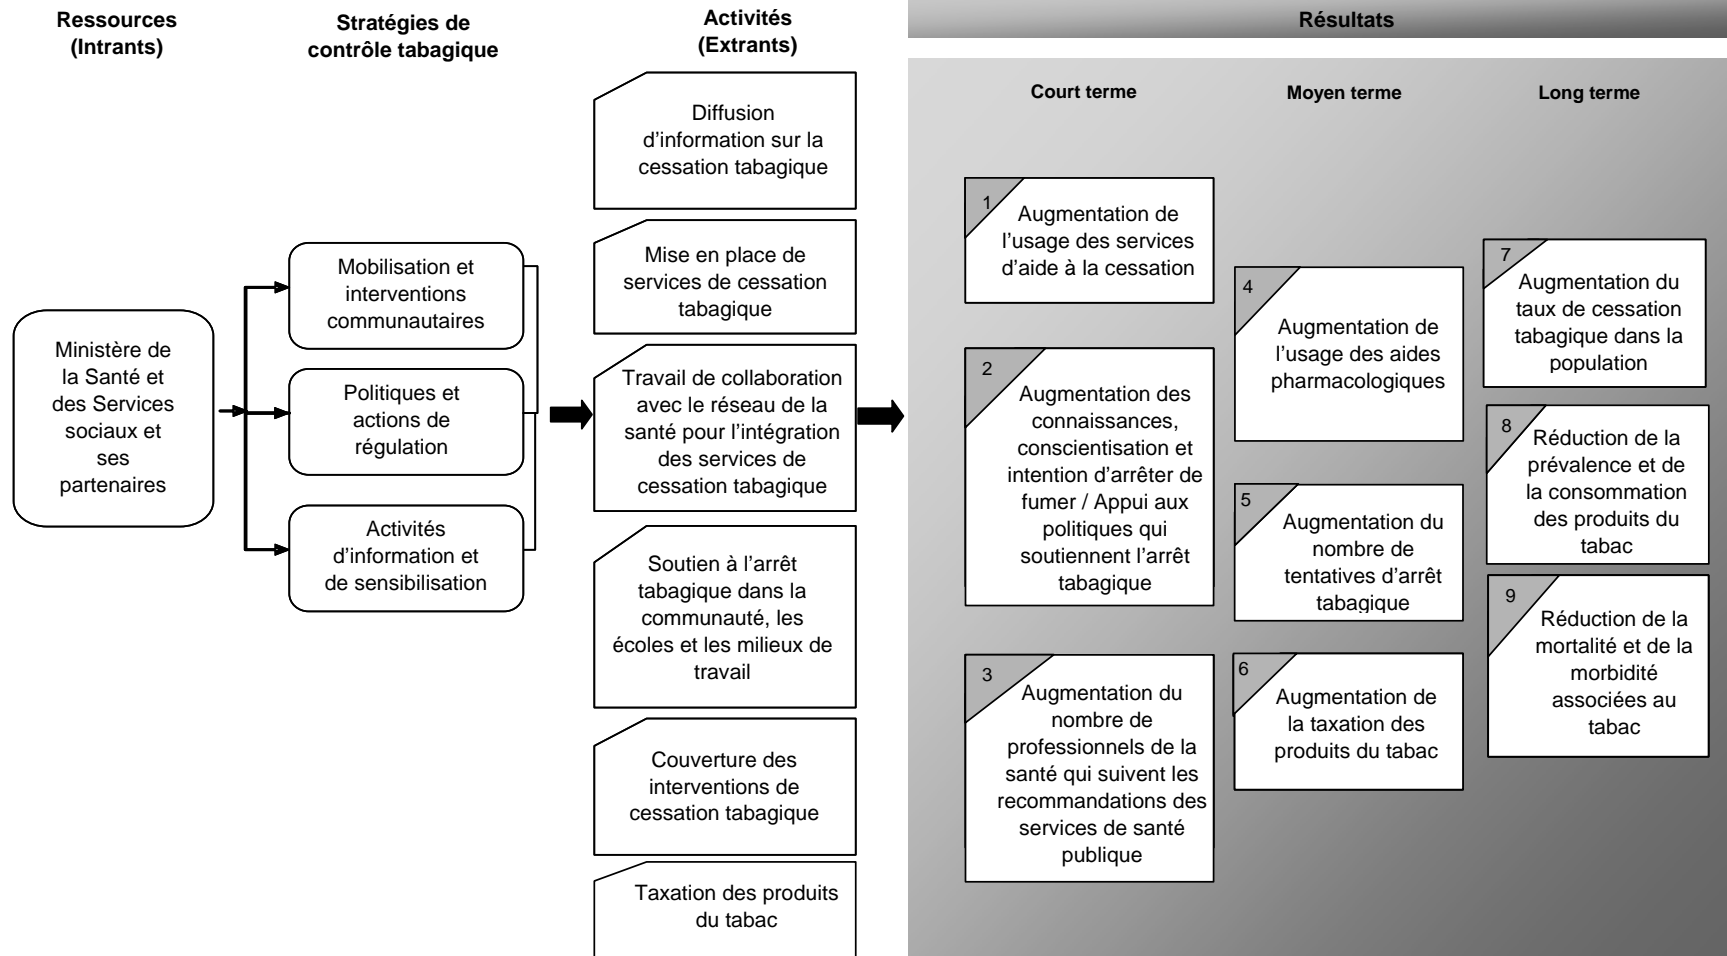 Ressources
(Intrants)
Stratégies de
contrôle tabagique
Activités
(Extrants)
Résultats
Ministère de
la Santé et
des Services
sociaux et
ses
partenaires
Mobilisation et
interventions
communautaires
Politiques et
actions de
régulation
Activités
d’information et
de sensibilisation
Diffusion
d’information sur la
cessation tabagique
Mise en place de
services de cessation
tabagique
Travail de collaboration
avec le réseau de la
santé pour l’intégration
des services de
cessation tabagique
Soutien à l’arrêt
tabagique dans la
communauté, les
écoles et les milieux de
travail
Couverture des
interventions de
cessation tabagique
Taxation des produits
du tabac
Court terme
1
Augmentation de
l’usage des services
d’aide à la cessation
2
Augmentation des
connaissances,
conscientisation et
intention d’arrêter de
fumer / Appui aux
politiques qui
soutiennent l’arrêt
tabagique
3
Augmentation du
nombre de
professionnels de la
santé qui suivent les
recommandations des
services de santé
publique
Moyen terme
4
Augmentation de
l’usage des aides
pharmacologiques
5
Augmentation du
nombre de
tentatives d’arrêt
tabagique
6
Augmentation de
la taxation des
produits du tabac
Long terme
7
Augmentation du
taux de cessation
tabagique dans la
population
8
Réduction de la
prévalence et de
la consommation
des produits du
tabac
9
Réduction de la
mortalité et de la
morbidité
associées au
tabac